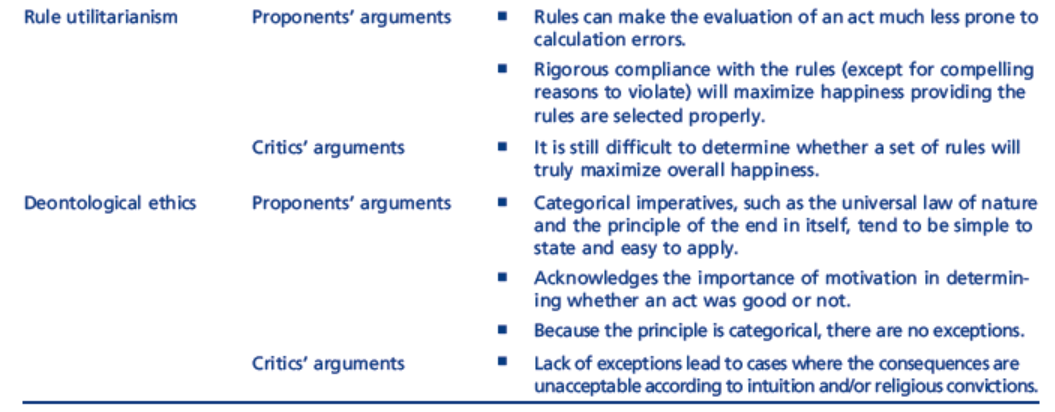 Rule utilitarianism Proponents' arguments ■ Rules can make the evaluation of an act much less prone to
calculation errors.
■ Rigorous compliance with the rules (except for compelling
reasons to violate) will maximize happiness providing the
rules are selected properly.
Critics' arguments ■ It is still difficult to determine whether a set of rules will
truly maximize overall happiness.
Deontological ethics Proponents' arguments ■ Categorical imperatives, such as the universal law of nature
and the principle of the end in itself, tend to be simple to
state and easy to apply.
■ Acknowledges the importance of motivation in determin-
ing whether an act was good or not.
■ Because the principle is categorical, there are no exceptions.
Critics' arguments ■ Lack of exceptions lead to cases where the consequences are
unacceptable according to intuition and/or religious convictions.